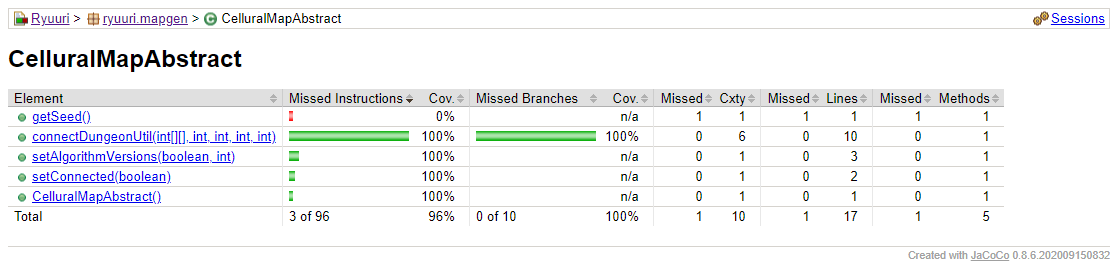 Ryuuri > ryuuri.mapgen > CelluralMapAbstract Sessions
CelluralMapAbstract
Element Missed Instructions Cov. Missed Branches Cov. Missed Cxty Missed Lines Missed Methods
getSeed() 0% n/a 1 1 1 1 1 1
connectDungeonUtil(int[][], int, int, int, int) 100% 100% 0 6 0 10 0 1
setAlgorithmVersions(boolean, int) 100% n/a 0 1 0 3 0 1
setConnected(boolean) 100% n/a 0 1 0 2 0 1
CelluralMapAbstract() 100% n/a 0 1 0 1 0 1
Total 3 of 96 96% 0 of 10 100% 1 10 1 17 1 5
Created with JaCoCo 0.8.6.202009150832